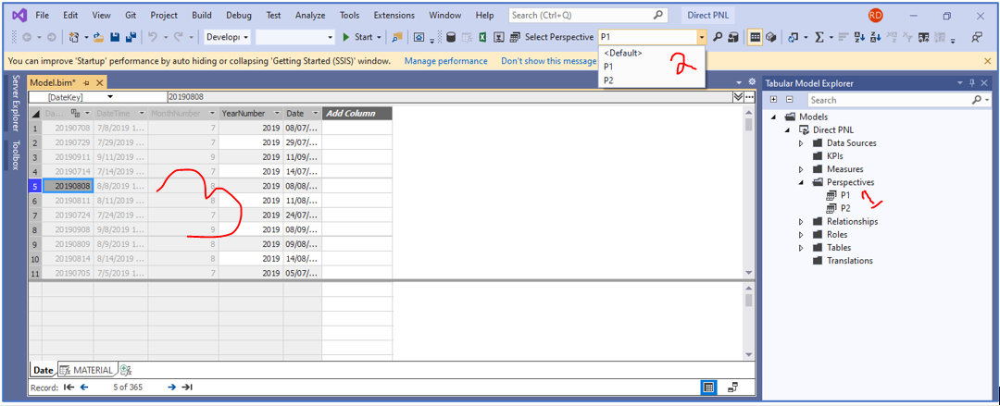 File Edit View Git Project Build Debug Test Analyze Tools Extensions Window Help Search (Ctrl+Q) Direct PNL RD
Developi Start Select Perspective P1
<Default>
P1
P2
2
You can improve 'Startup' performance by auto hiding or collapsing 'Getting Started (SSIS)' window. Manage performance Don't show this message
Server Explorer
Toolbox
Model.bim*
[DateKey] 20190808
Da... DateTime MonthNumber YearNumber Date Add Column
1 20190708 7/8/2019 1... 7 2019 08/07/...
2 20190729 7/29/2019 ... 7 2019 29/07/...
3 20190911 9/11/2019 ... 9 2019 11/09/...
4 20190714 7/14/2019 ... 7 2019 14/07/...
5 20190808 8/8/2019 1... 8 2019 08/08/...
6 20190811 8/11/2019 ... 8 2019 11/08/...
7 20190724 7/24/2019 ... 7 2019 24/07/...
8 20190908 9/8/2019 1... 9 2019 08/09/...
9 20190809 8/9/2019 1... 8 2019 09/08/...
10 20190814 8/14/2019 ... 8 2019 14/08/...
11 20190705 7/5/2019 1... 7 2019 05/07/...
3
Date MATERIAL
Record: 5 of 365
Tabular Model Explorer
Search
Models
Direct PNL
Data Sources
KPIs
Measures
Perspectives
P1
P2
1
Relationships
Roles
Tables
Translations